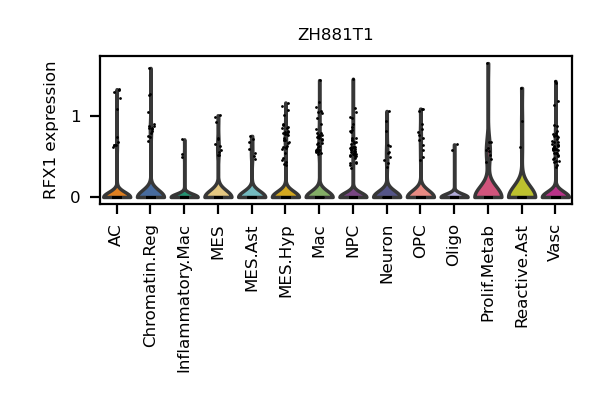 ZH881T1
RFX1 expression
1
0
AC
Chromatin.Reg
Inflammatory.Mac
MES
MES.Ast
MES.Hyp
Mac
NPC
Neuron
OPC
Oligo
Prolif.Metab
Reactive.Ast
Vasc